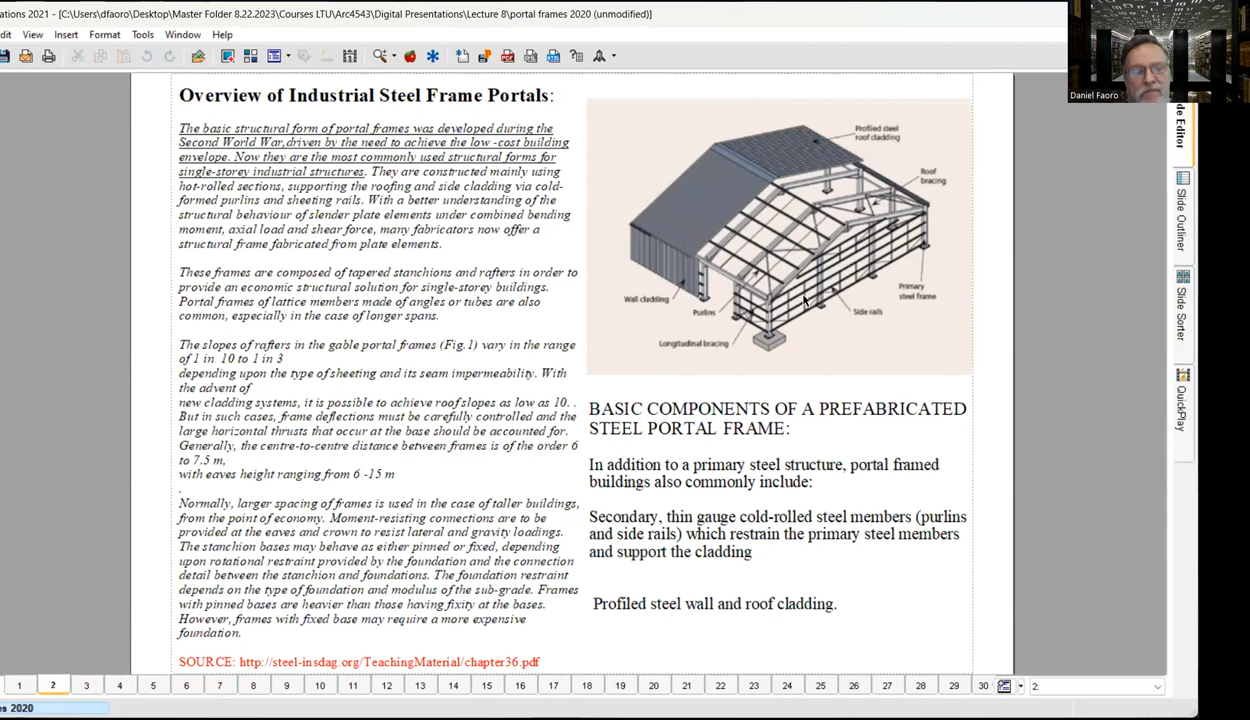 ations 2021 - [C:\Users\dfaoro\Desktop\Master Folder 8.22.2023\Courses LTU\Arc4543\Digital Presentations\Lecture 8\portal frames 2020 (unmodified)]
dit View Insert Format Tools Window Help
Daniel Faoro
Overview of Industrial Steel Frame Portals:
The basic structural form of portal frames was developed during the
Second World War,driven by the need to achieve the low -cost building
envelope. Now they are the most commonly used structural forms for
single-storey industrial structures. They are constructed mainly using
hot-rolled sections, supporting the roofing and side cladding via cold-
formed purlins and sheeting rails. With a better understanding of the
structural behaviour of slender plate elements under combined bending
moment, axial load and shear force, many fabricators now offer a
structural frame fabricated from plate elements.
These frames are composed of tapered stanchions and rafters in order to
provide an economic structural solution for single-storey buildings.
Portal frames of lattice members made of angles or tubes are also
common, especially in the case of longer spans.
The slopes of rafters in the gable portal frames (Fig.1) vary in the range
of 1 in 10 to 1 in 3
depending upon the type of sheeting and its seam impermeability. With
the advent of
new cladding systems, it is possible to achieve roof slopes as low as 10. .
But in such cases, frame deflections must be carefully controlled and the
large horizontal thrusts that occur at the base should be accounted for.
Generally, the centre-to-centre distance between frames is of the order 6
to 7.5 m,
with eaves height ranging from 6 -15 m
.
Normally, larger spacing of frames is used in the case of taller buildings,
from the point of economy. Moment-resisting connections are to be
provided at the eaves and crown to resist lateral and gravity loadings.
The stanchion bases may behave as either pinned or fixed, depending
upon rotational restraint provided by the foundation and the connection
detail between the stanchion and foundations. The foundation restraint
depends on the type of foundation and modulus of the sub-grade. Frames
with pinned bases are heavier than those having fixity at the bases.
However, frames with fixed base may require a more expensive
foundation.
SOURCE: http://steel-insdag.org/TeachingMaterial/chapter36.pdf
Profiled steel
roof cladding
Roof
bracing
Primary
steel frame
Side rails
Wall cladding
Purlins
Longitudinal bracing
BASIC COMPONENTS OF A PREFABRICATED
STEEL PORTAL FRAME:
In addition to a primary steel structure, portal framed
buildings also commonly include:
Secondary, thin gauge cold-rolled steel members (purlins
and side rails) which restrain the primary steel members
and support the cladding
Profiled steel wall and roof cladding.
de Editor
Slide Outliner
Slide Sorter
QuickPlay
1 2 3 4 5 6 7 8 9 10 11 12 13 14 15 16 17 18 19 20 21 22 23 24 25 26 27 28 29 30
2:
es 2020